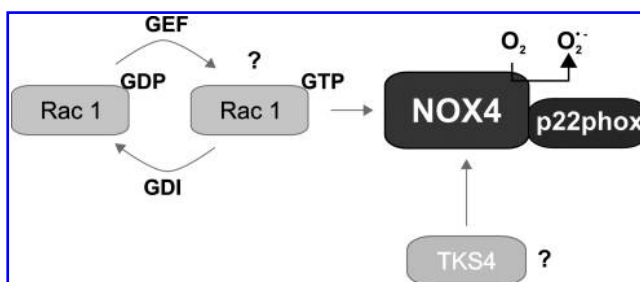 GEF
O2
O2•-
?
GDP
GTP
Rac 1
Rac 1
NOX4
p22phox
GDI
TKS4
?